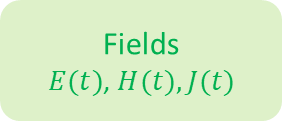 Fields
E(t), H(t), J(t)